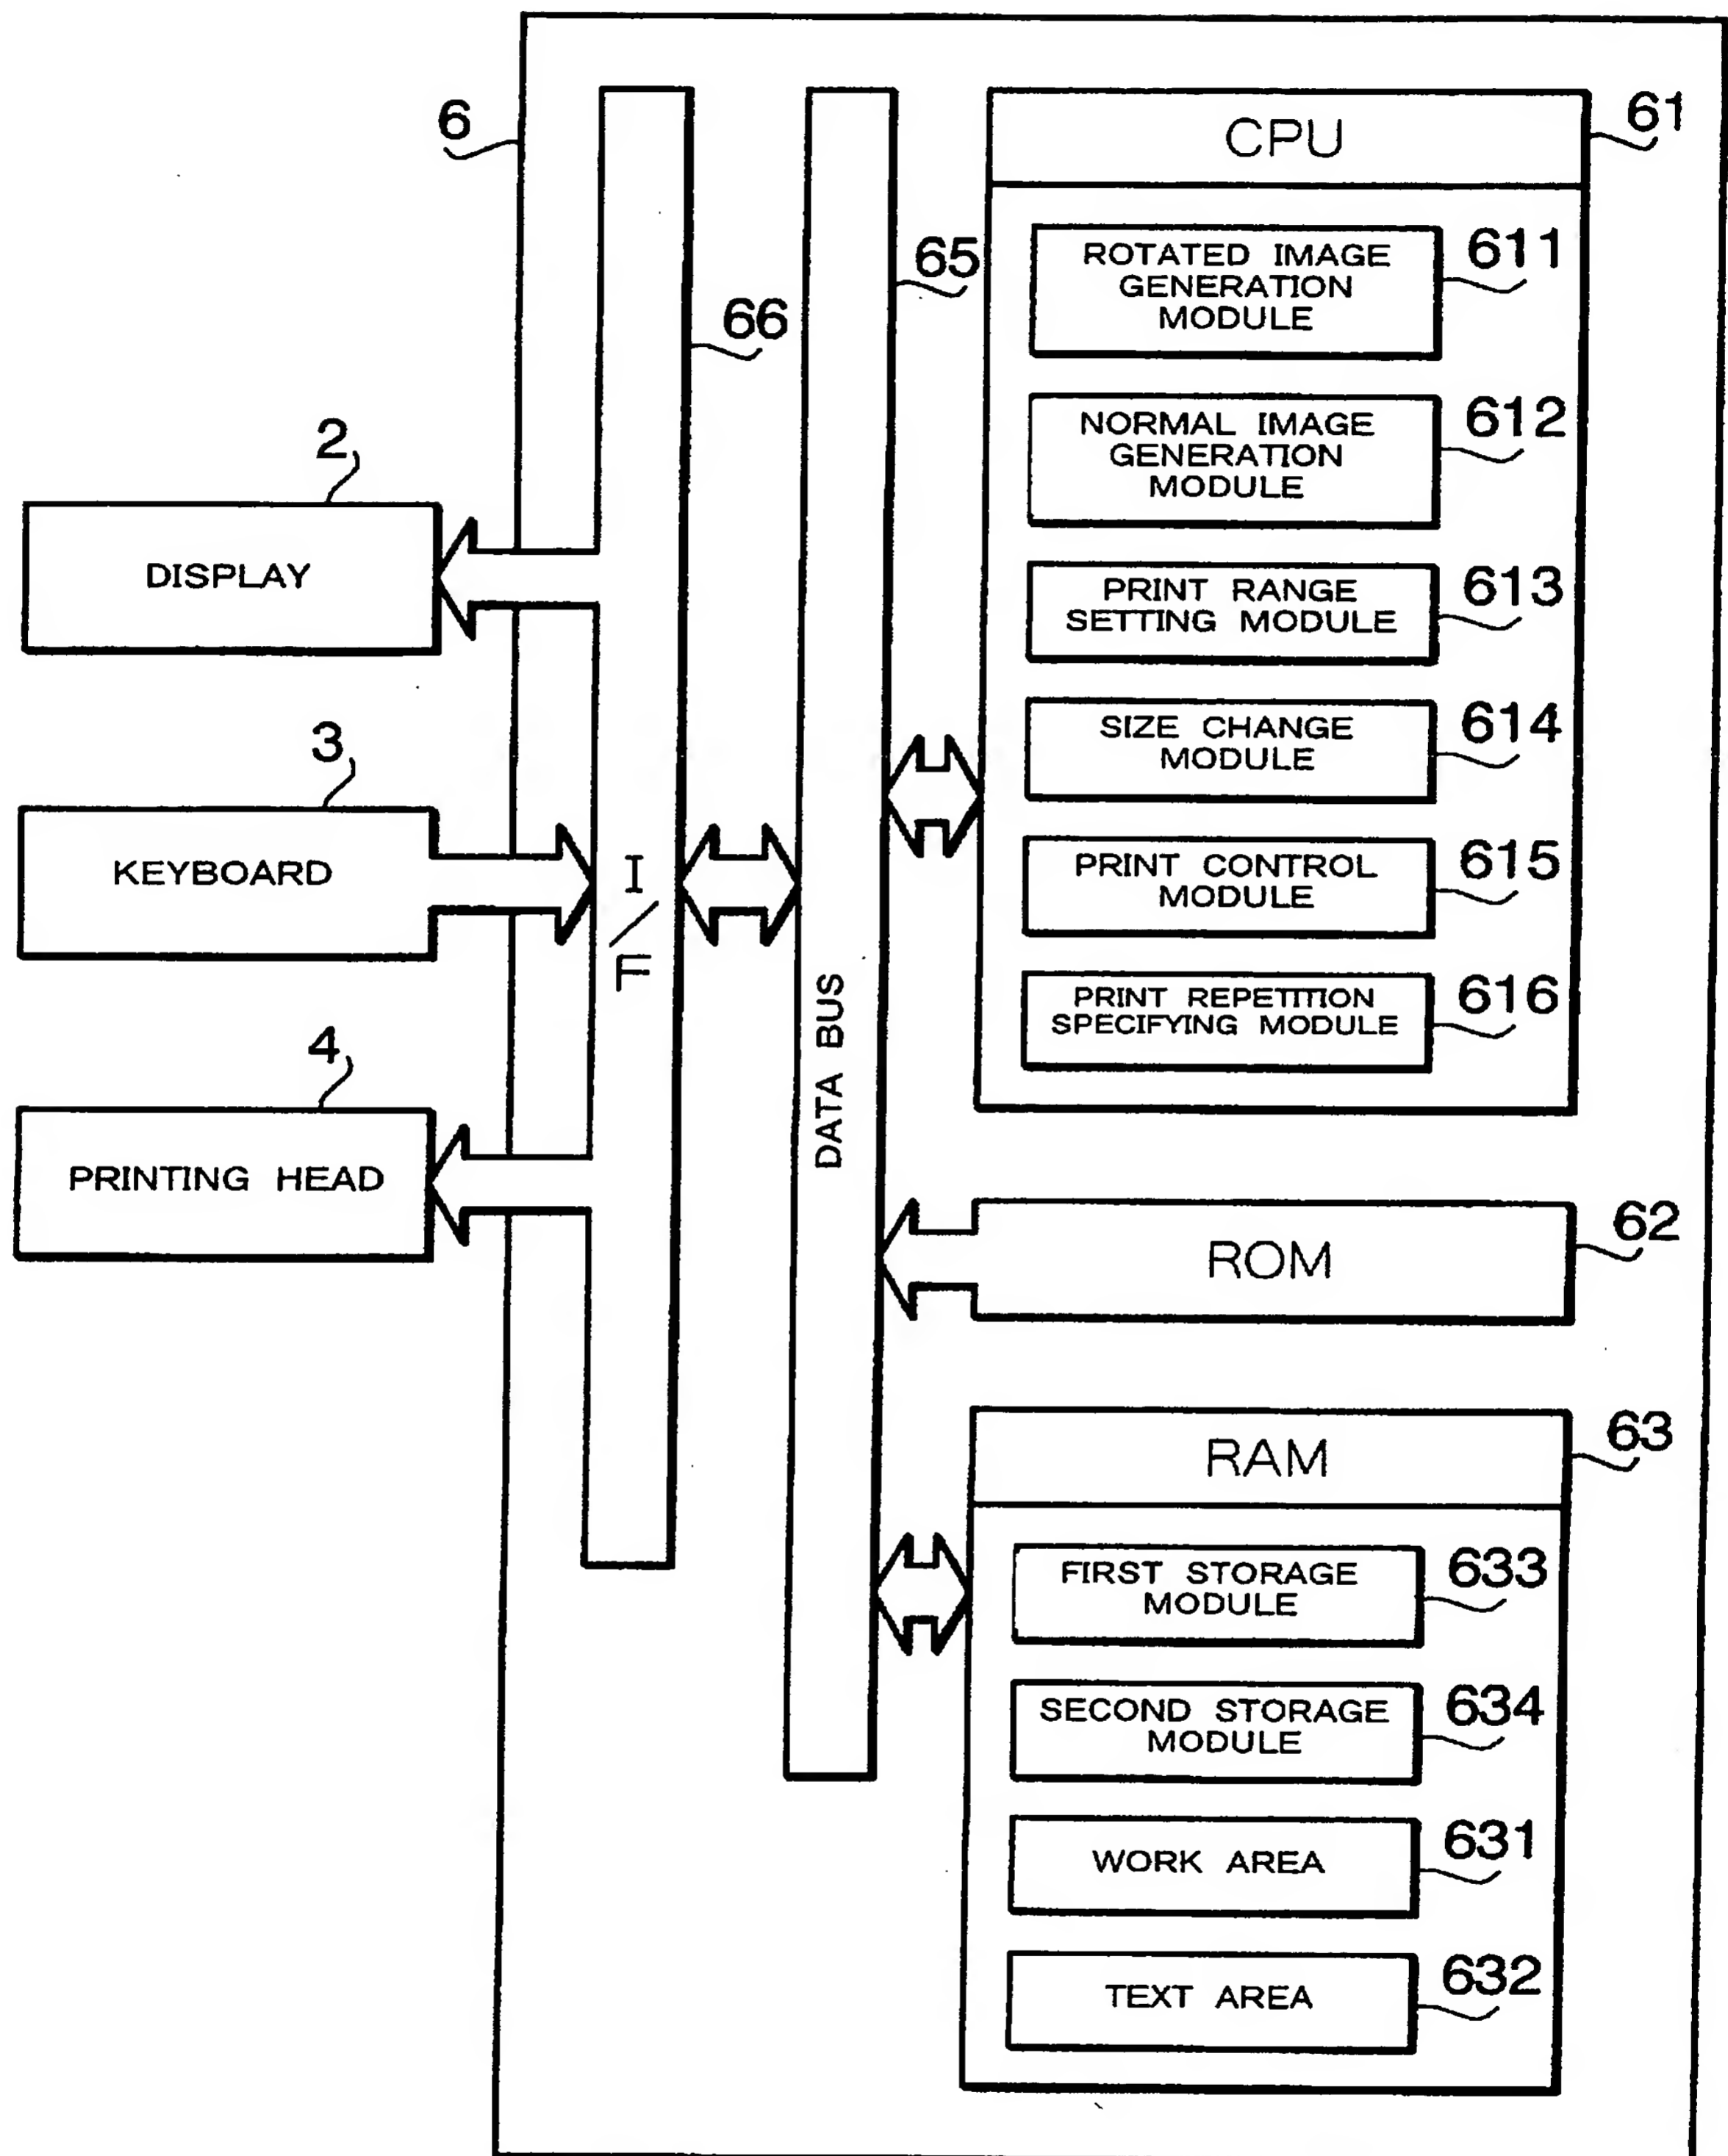 6
61
CPU
65
66
ROTATED IMAGE
GENERATION
MODULE
611
NORMAL IMAGE
GENERATION
MODULE
612
PRINT RANGE
SETTING MODULE
613
SIZE CHANGE
MODULE
614
PRINT CONTROL
MODULE
615
PRINT REPETITION
SPECIFYING MODULE
616
2
DISPLAY
3
KEYBOARD
I/F
4
PRINTING HEAD
DATA BUS
62
ROM
63
RAM
FIRST STORAGE
MODULE
633
SECOND STORAGE
MODULE
634
WORK AREA
631
TEXT AREA
632